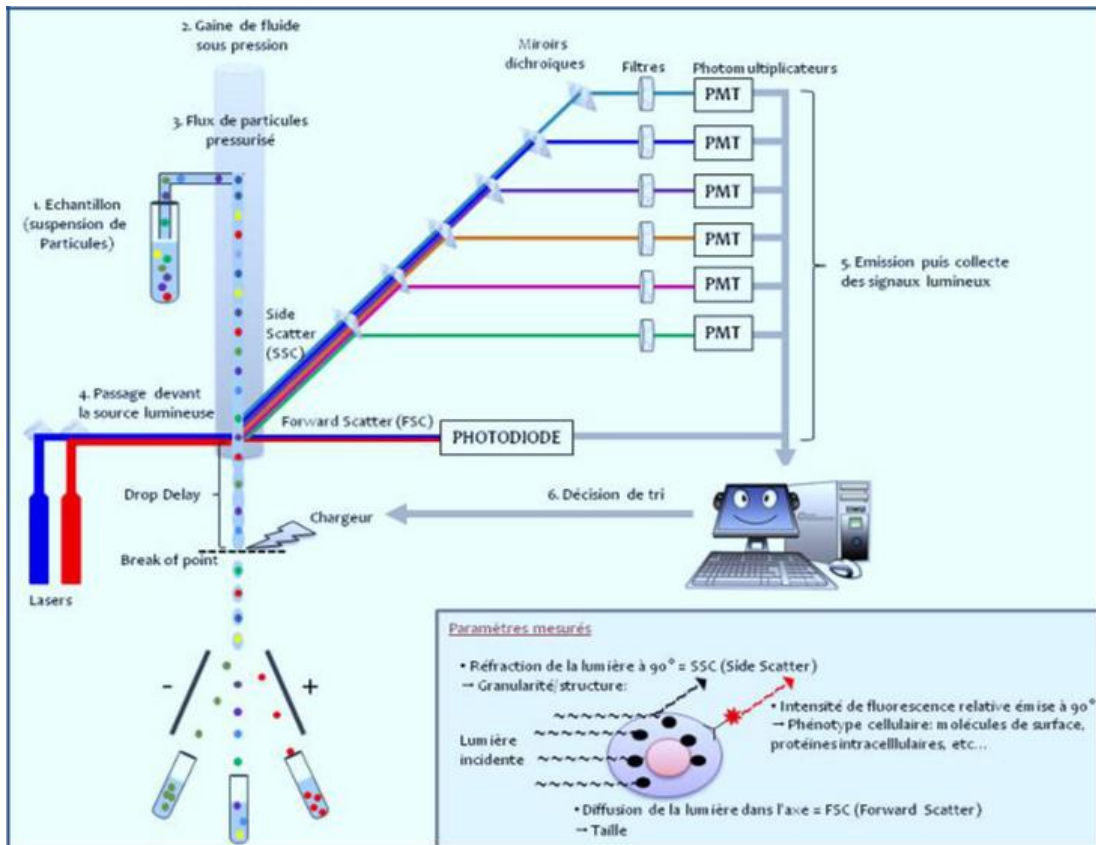 2. Gaine de fluide
sous pression
3. Flux de particules
pressurisé
1. Echantillon
(suspension de
Particules)
Miroirs
dichroïques
Filtres
Photomultiplicateurs
PMT
PMT
PMT
PMT
PMT
PMT
5. Emission puis collecte
des signaux lumineux
Side
Scatter
(SSC)
4. Passage devant
la source lumineuse
Forward Scatter (FSC)
PHOTODIODE
Drop Delay
6. Décision de tri
Chargeur
Break of point
Lasers
-
+
Paramètres mesurés
• Réfraction de la lumière à 90° = SSC (Side Scatter)
→ Granularité/structure:
• Intensité de fluorescence relative émise à 90°
→ Phénotype cellulaire: molécules de surface,
protéines intracelllulaires, etc...
Lumière
incidente
• Diffusion de la lumière dans l'axe = FSC (Forward Scatter)
→ Taille